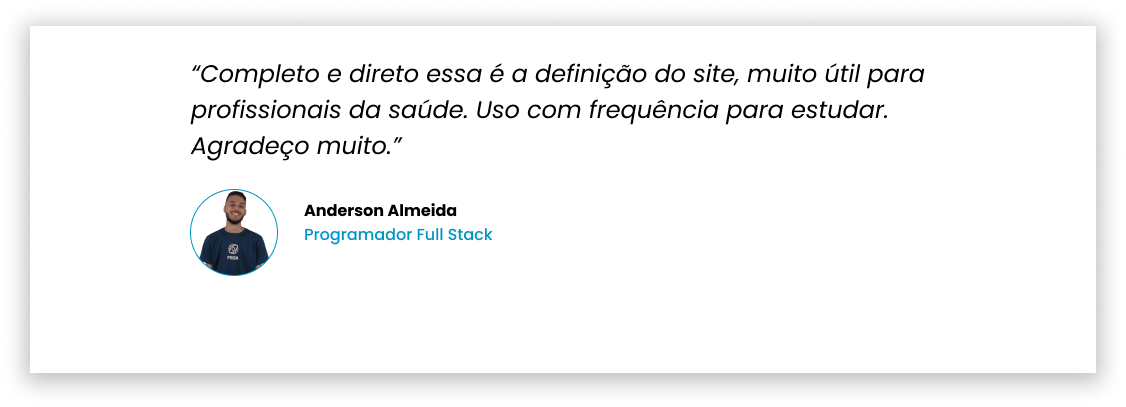 “Completo e direto essa é a definição do site, muito útil para
profissionais da saúde. Uso com frequência para estudar.
Agradeço muito.”
Anderson Almeida
Programador Full Stack
PROA